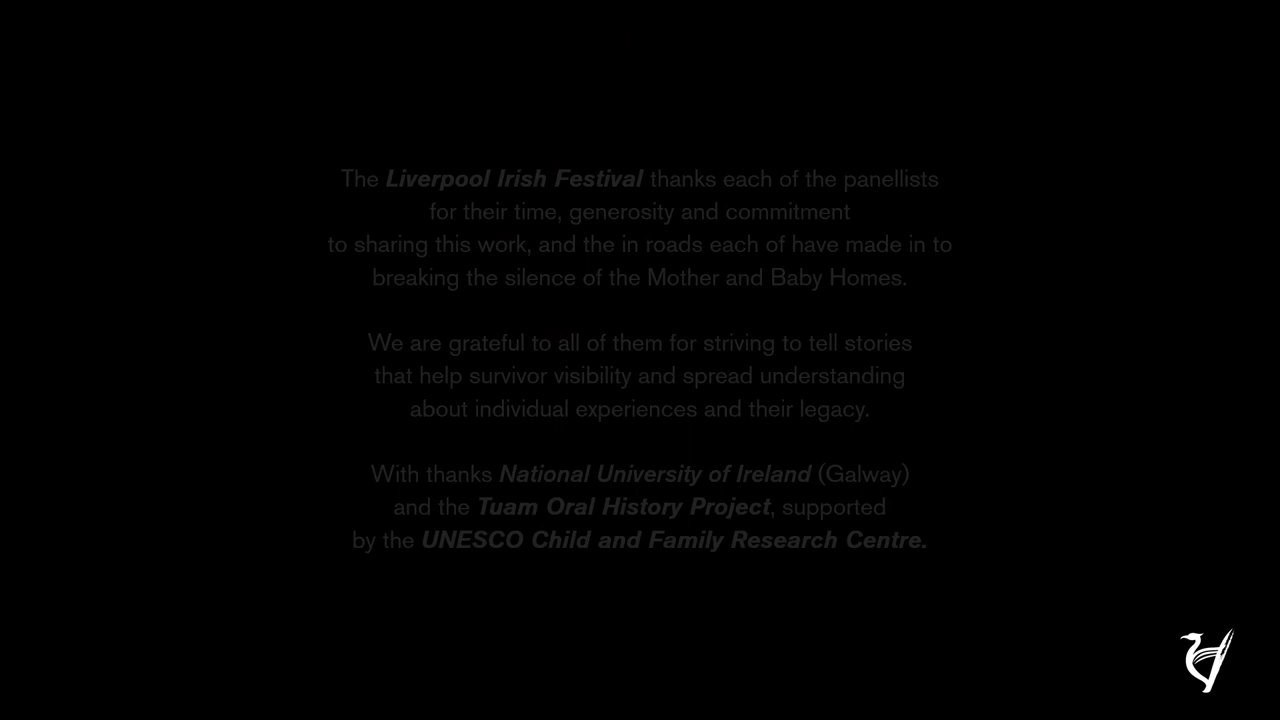 The Liverpool Irish Festival thanks each of the panellists
for their time, generosity and commitment
to sharing this work, and the in roads each of have made in to
breaking the silence of the Mother and Baby Homes.
We are grateful to all of them for striving to tell stories
that help survivor visibility and spread understanding
about individual experiences and their legacy.
With thanks National University of Ireland (Galway)
and the Tuam Oral History Project, supported
by the UNESCO Child and Family Research Centre.